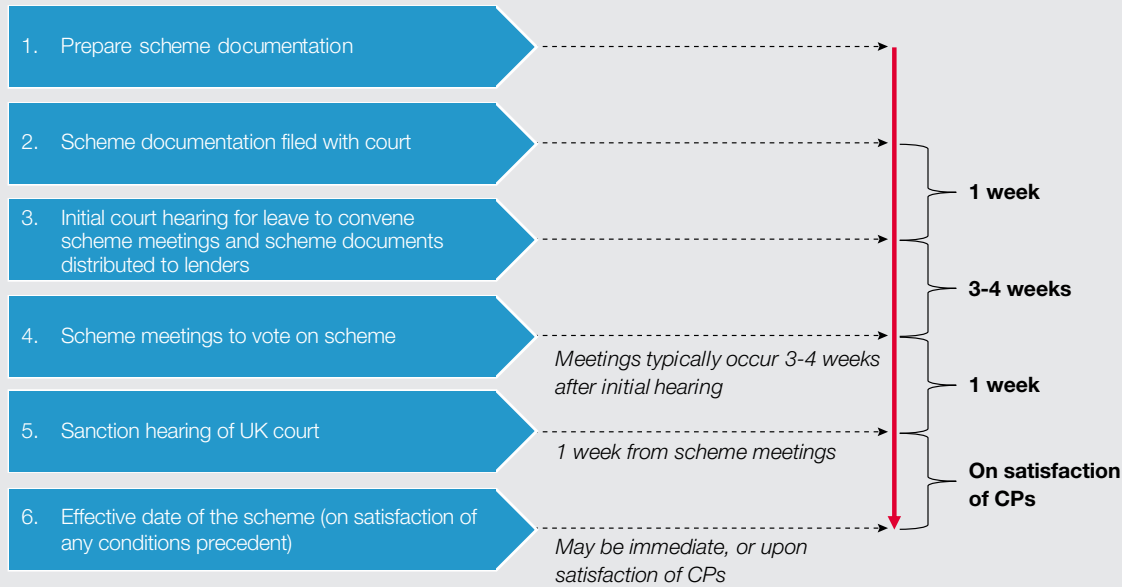 1. Prepare scheme documentation
2. Scheme documentation filed with court
1 week
3. Initial court hearing for leave to convene
scheme meetings and scheme documents
distributed to lenders
3-4 weeks
4. Scheme meetings to vote on scheme
Meetings typically occur 3-4 weeks
after initial hearing
1 week
5. Sanction hearing of UK court
1 week from scheme meetings
On satisfaction
of CPs
6. Effective date of the scheme (on satisfaction of
any conditions precedent)
May be immediate, or upon
satisfaction of CPs